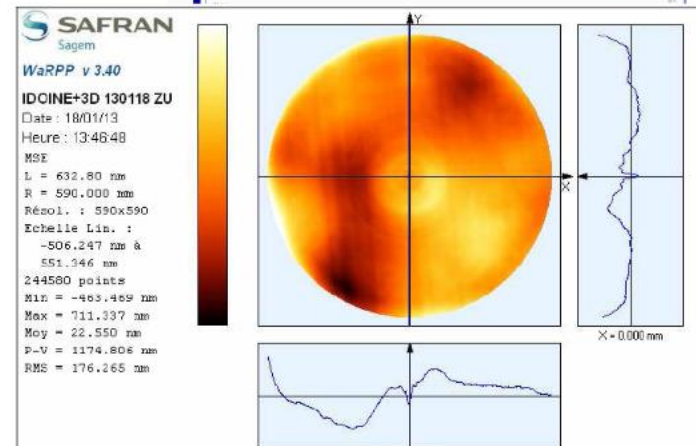 SAFRAN
Sagem
WaRPP v 3.40
IDOINE+3D 130118 ZU
Date : 18/01/13
Heure : 13:46:48
MSE
L = 632.80 nm
R = 590.000 mm
Résol. : 590x590
Echelle Lin. :
-506.247 nm à
551.346 nm
244580 points
Min = -463.469 nm
Max = 711.337 nm
Moy = 22.550 nm
P-V = 1174.806 nm
RMS = 176.265 nm
Y
X
X = 0.000 mm